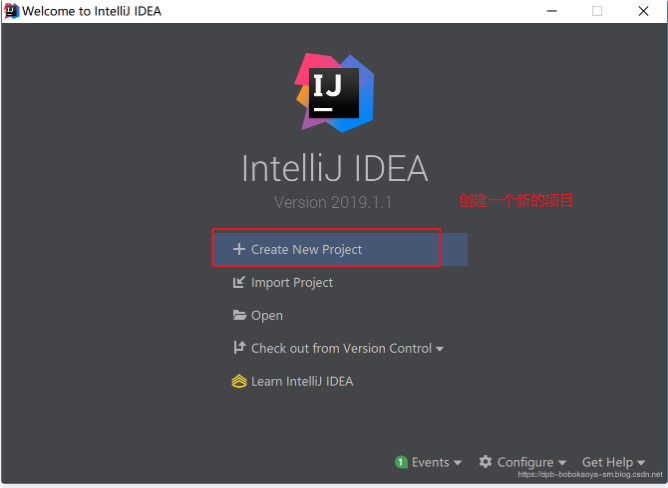 Welcome to IntelliJ IDEA
IJ
IntelliJ IDEA
Version 2019.1.1
创建一个新的项目
Create New Project
Import Project
Open
Check out from Version Control
Learn IntelliJ IDEA
1 Events Configure Get Help
https://dpb-bobokaoya-sm.blog.csdn.net